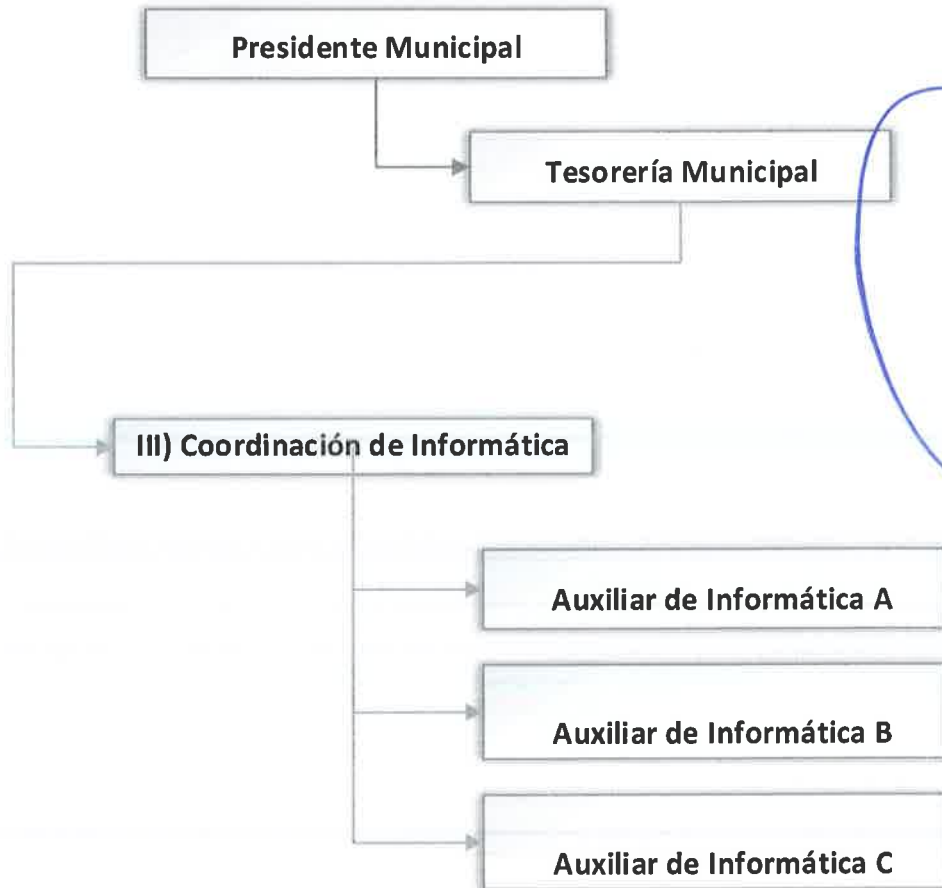 Presidente Municipal
Tesorería Municipal
III) Coordinación de Informática
Auxiliar de Informática A
Auxiliar de Informática B
Auxiliar de Informática C